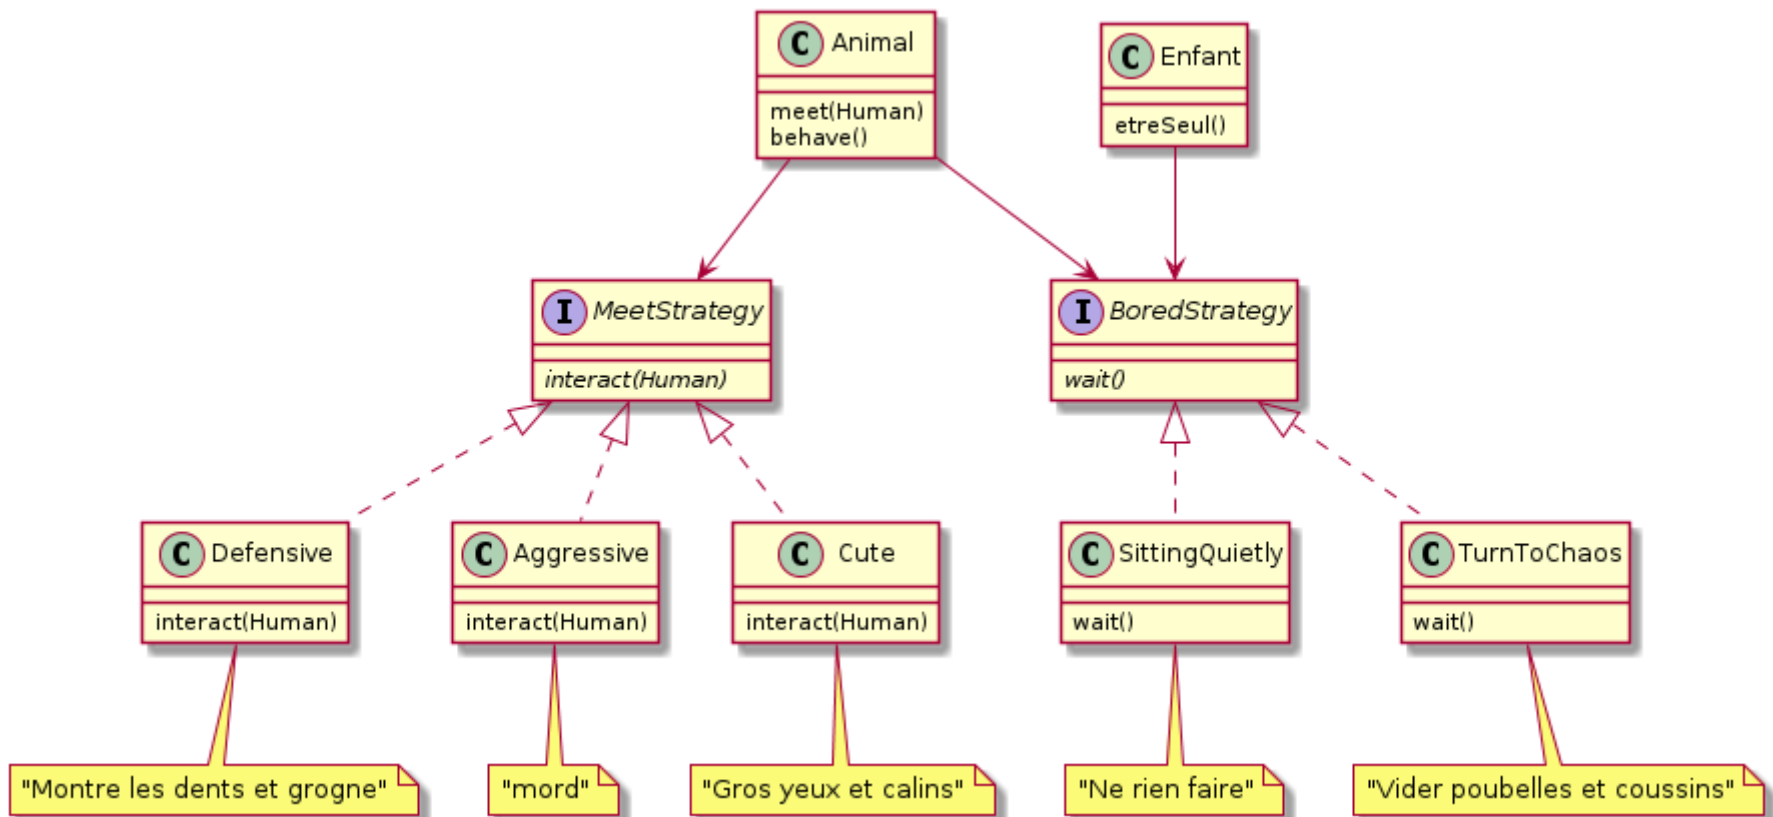 C Animal
meet(Human)
behave()
C Enfant
etreSeul()
I MeetStrategy
interact(Human)
I BoredStrategy
wait()
C Defensive
interact(Human)
C Aggressive
interact(Human)
C Cute
interact(Human)
C SittingQuietly
wait()
C TurnToChaos
wait()
"Montre les dents et grogne"
"mord"
"Gros yeux et calins"
"Ne rien faire"
"Vider poubelles et coussins"